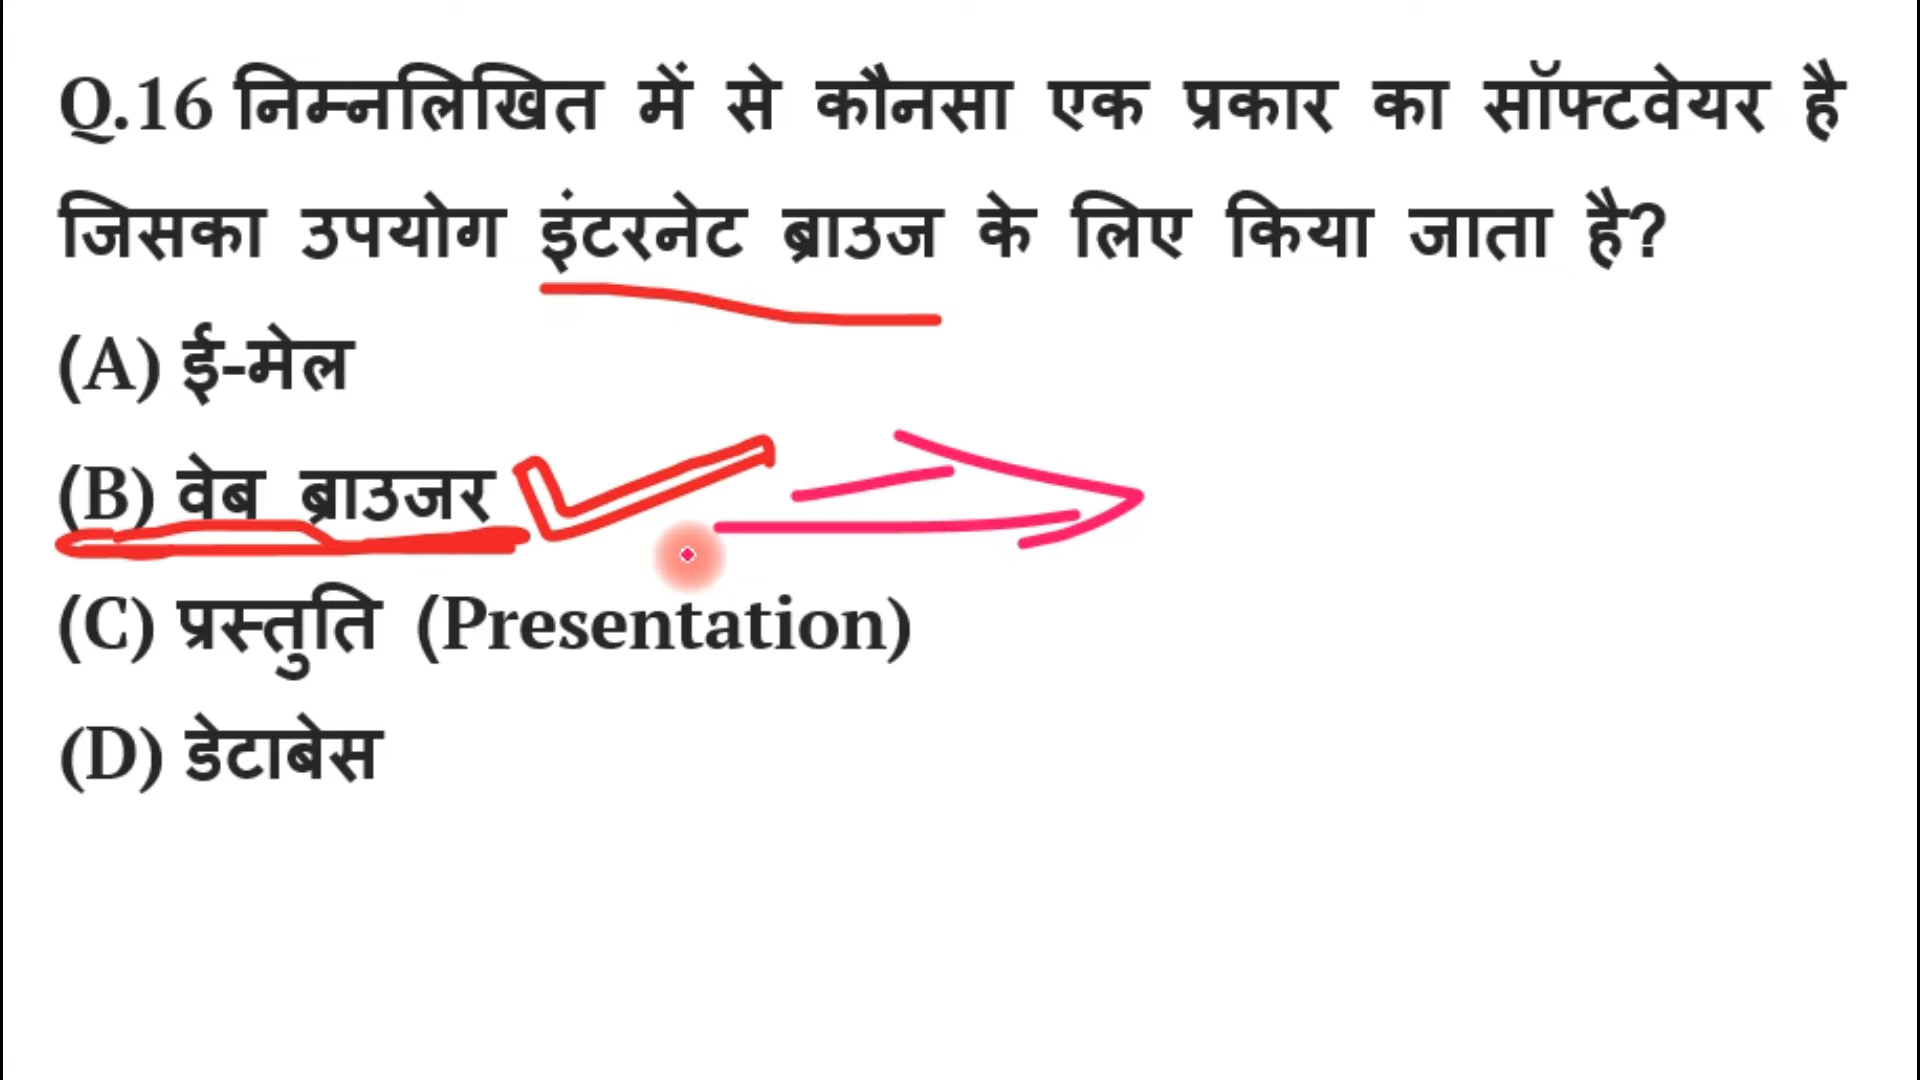 Q.16 निम्नलिखित में से कौनसा एक प्रकार का सॉफ्टवेयर है
जिसका उपयोग इंटरनेट ब्राउज के लिए किया जाता है?
(A) ई-मेल
(B) वेब ब्राउजर
(C) प्रस्तुति (Presentation)
(D) डेटाबेस